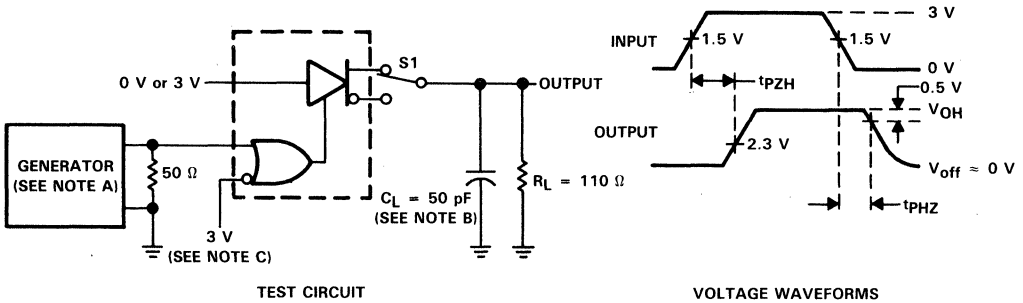 0 V or 3 V
S1
OUTPUT
GENERATOR
(SEE NOTE A)
50 Ω
3 V
(SEE NOTE C)
CL = 50 pF
(SEE NOTE B)
RL = 110 Ω
TEST CIRCUIT
INPUT
1.5 V
1.5 V
3 V
0 V
tPZH
0.5 V
VOH
OUTPUT
2.3 V
Voff ≈ 0 V
tPHZ
VOLTAGE WAVEFORMS